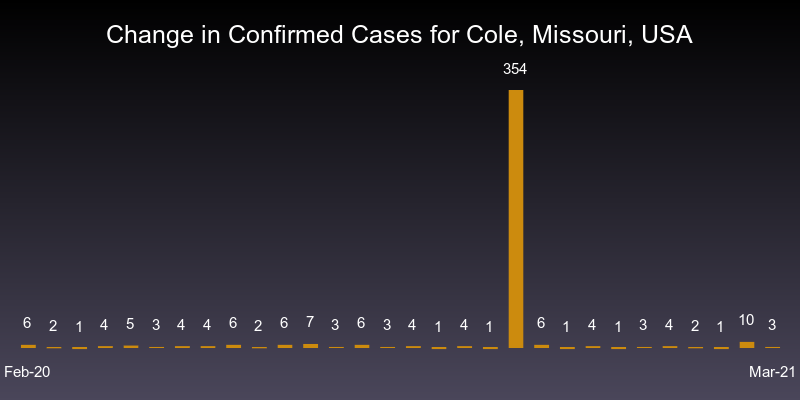 Change in Confirmed Cases for Cole, Missouri, USA
354
6 2 1 4 5 3 4 4 6 2 6 7 3 6 3 4 1 4 1 6 1 4 1 3 4 2 1 10 3
Feb-20 Mar-21